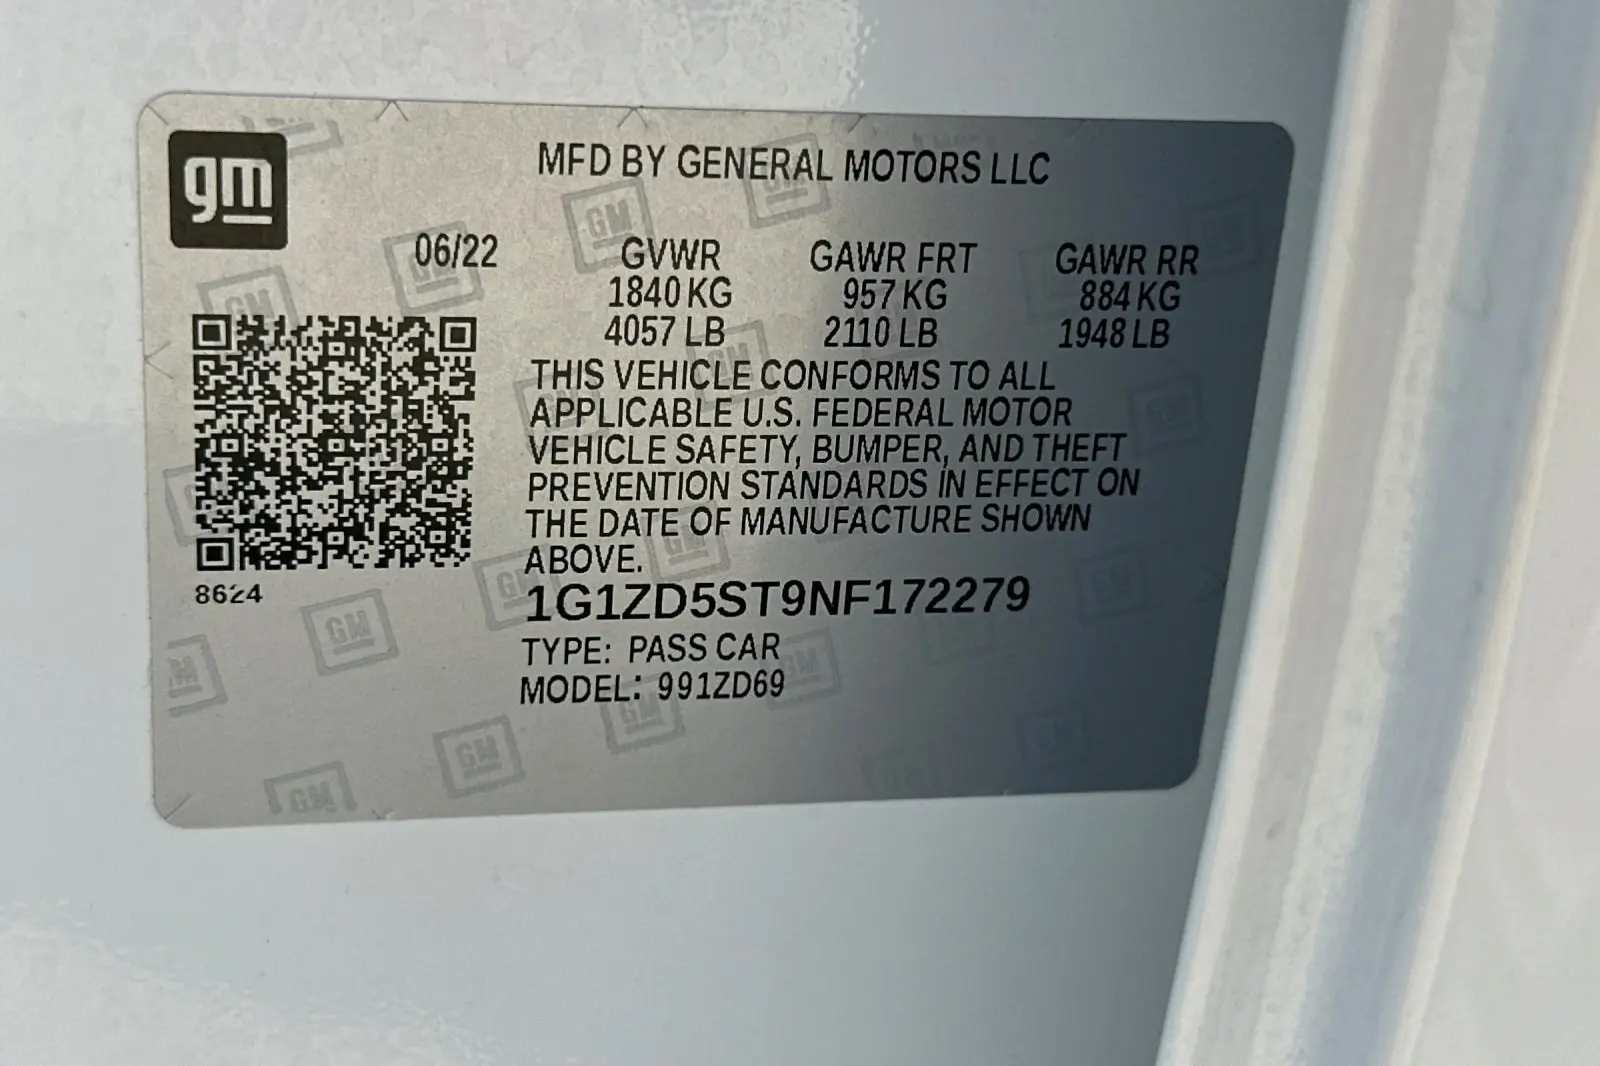 gm
MFD BY GENERAL MOTORS LLC
06/22 GVWR GAWR FRT GAWR RR
1840 KG 957 KG 884 KG
4057 LB 2110 LB 1948 LB
THIS VEHICLE CONFORMS TO ALL
APPLICABLE U.S. FEDERAL MOTOR
VEHICLE SAFETY, BUMPER, AND THEFT
PREVENTION STANDARDS IN EFFECT ON
THE DATE OF MANUFACTURE SHOWN
ABOVE.
8624
1G1ZD5ST9NF172279
TYPE: PASS CAR
MODEL: 991ZD69